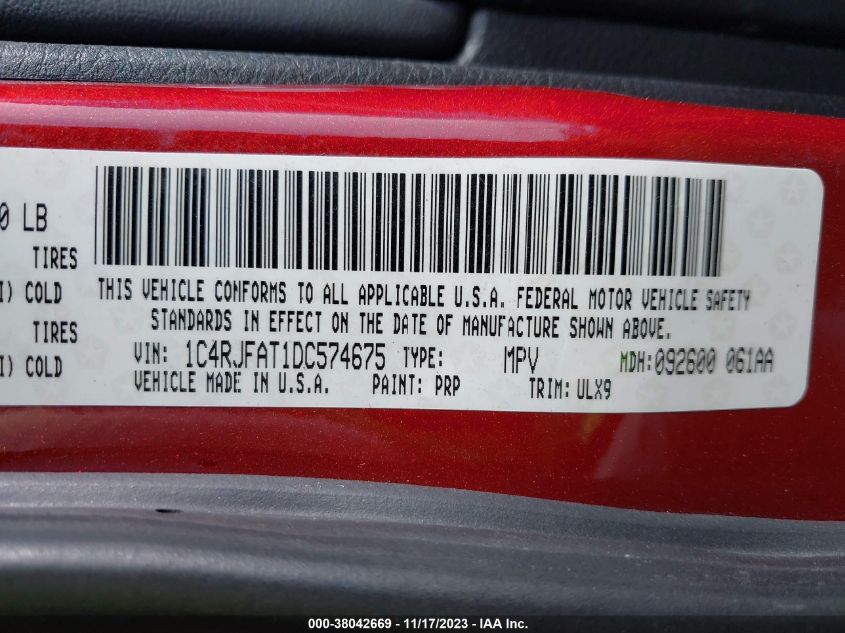 0 LB
TIRES
I) COLD
TIRES
I) COLD
THIS VEHICLE CONFORMS TO ALL APPLICABLE U.S.A. FEDERAL MOTOR VEHICLE SAFETY
STANDARDS IN EFFECT ON THE DATE OF MANUFACTURE SHOWN ABOVE.
VIN: 1C4RJFAT1DC574675 TYPE: MPV MDH:092600 061AA
VEHICLE MADE IN U.S.A. PAINT: PRP TRIM: ULX9
000-38042669 - 11/17/2023 - IAA Inc.